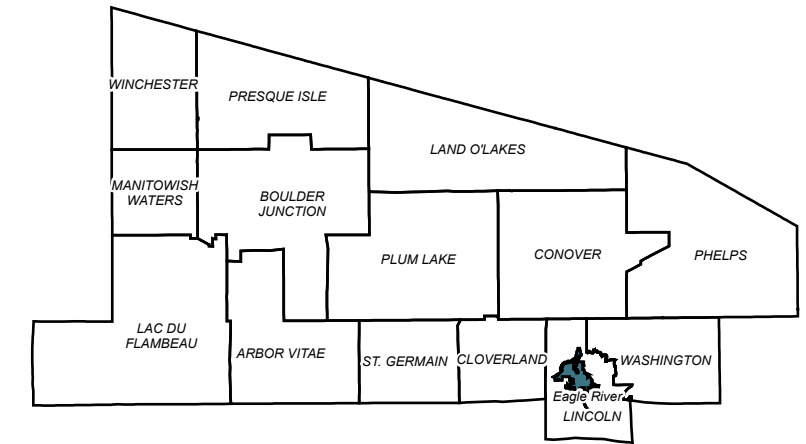 WINCHESTER
PRESQUE ISLE
LAND O'LAKES
MANITOWISH
WATERS
BOULDER
JUNCTION
PLUM LAKE
CONOVER
PHELPS
LAC DU
FLAMBEAU
ARBOR VITAE
ST. GERMAIN
CLOVERLAND
WASHINGTON
Eagle River
LINCOLN